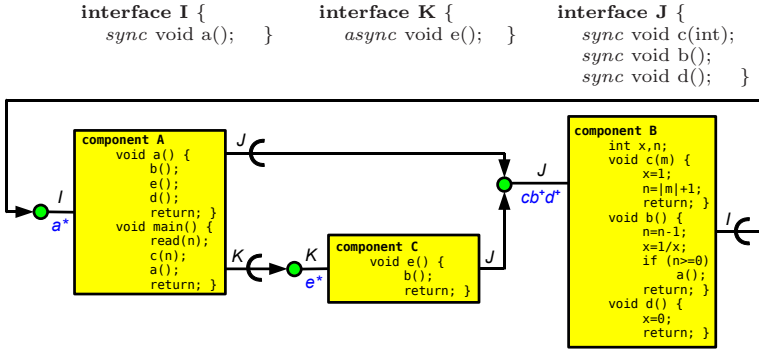 interface I {
sync void a(); }
interface K {
async void e(); }
interface J {
sync void c(int);
sync void b();
sync void d(); }
component A
void a() {
b();
e();
d();
return; }
void main() {
read(n);
c(n);
a();
return; }
I
a*
J
K
K
e*
component C
void e() {
b();
return; }
J
J
cb⁺d⁺
component B
int x,n;
void c(m) {
x=1;
n=|m|+1;
return; }
void b() {
n=n-1;
x=1/x;
if (n>=0)
a();
return; }
void d() {
x=0;
return; }
I